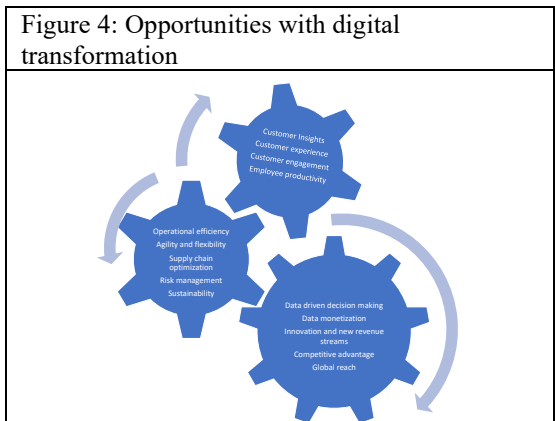 Figure 4: Opportunities with digital
transformation
Customer Insights
Customer experience
Customer engagement
Employee productivity
Operational efficiency
Agility and flexibility
Supply chain
optimization
Risk management
Sustainability
Data driven decision making
Data monetization
Innovation and new revenue
streams
Competitive advantage
Global reach